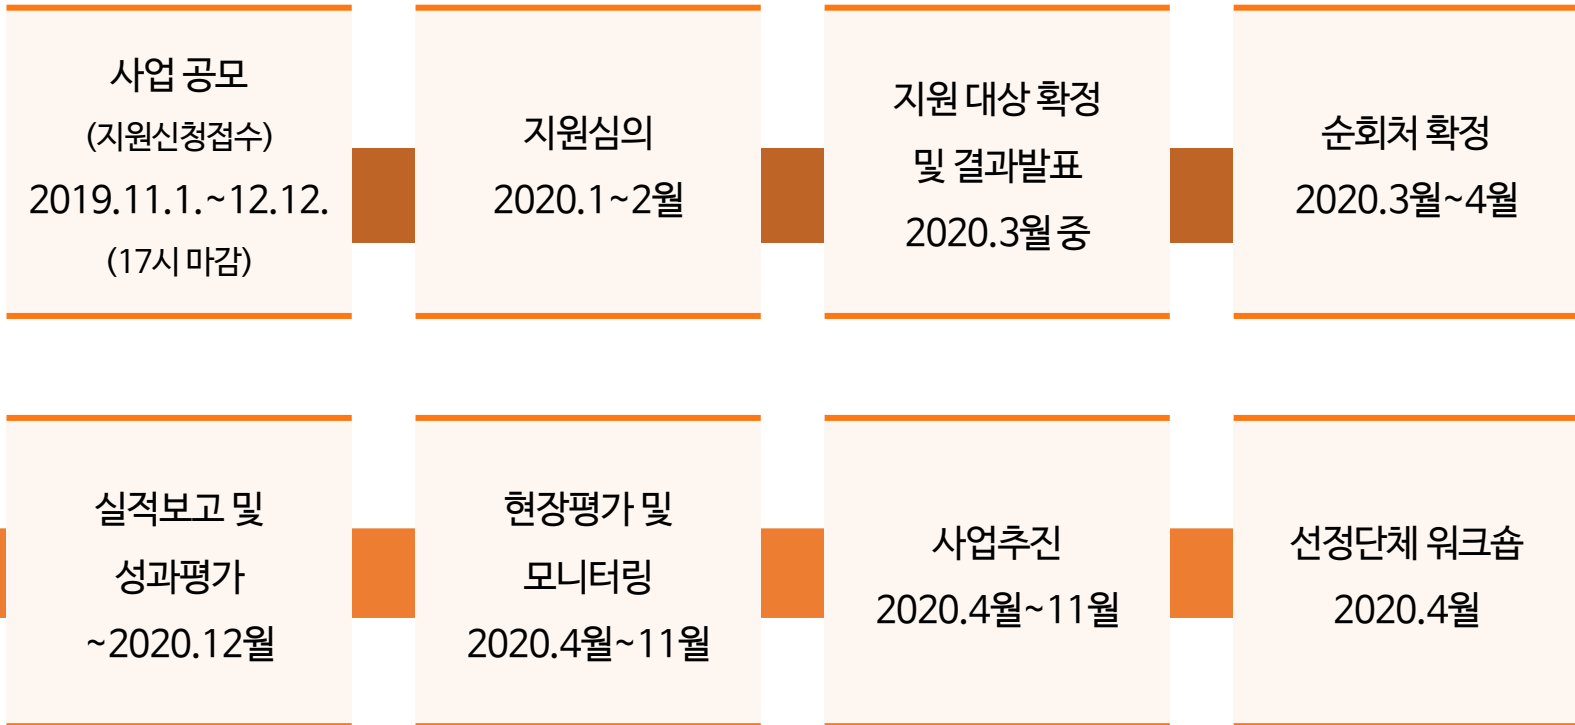 사업 공모
(지원신청접수)
2019.11.1.~12.12.
(17시 마감)
지원심의
2020.1~2월
지원 대상 확정
및 결과발표
2020.3월 중
순회처 확정
2020.3월~4월
실적보고 및
성과평가
~2020.12월
현장평가 및
모니터링
2020.4월~11월
사업추진
2020.4월~11월
선정단체 워크숍
2020.4월